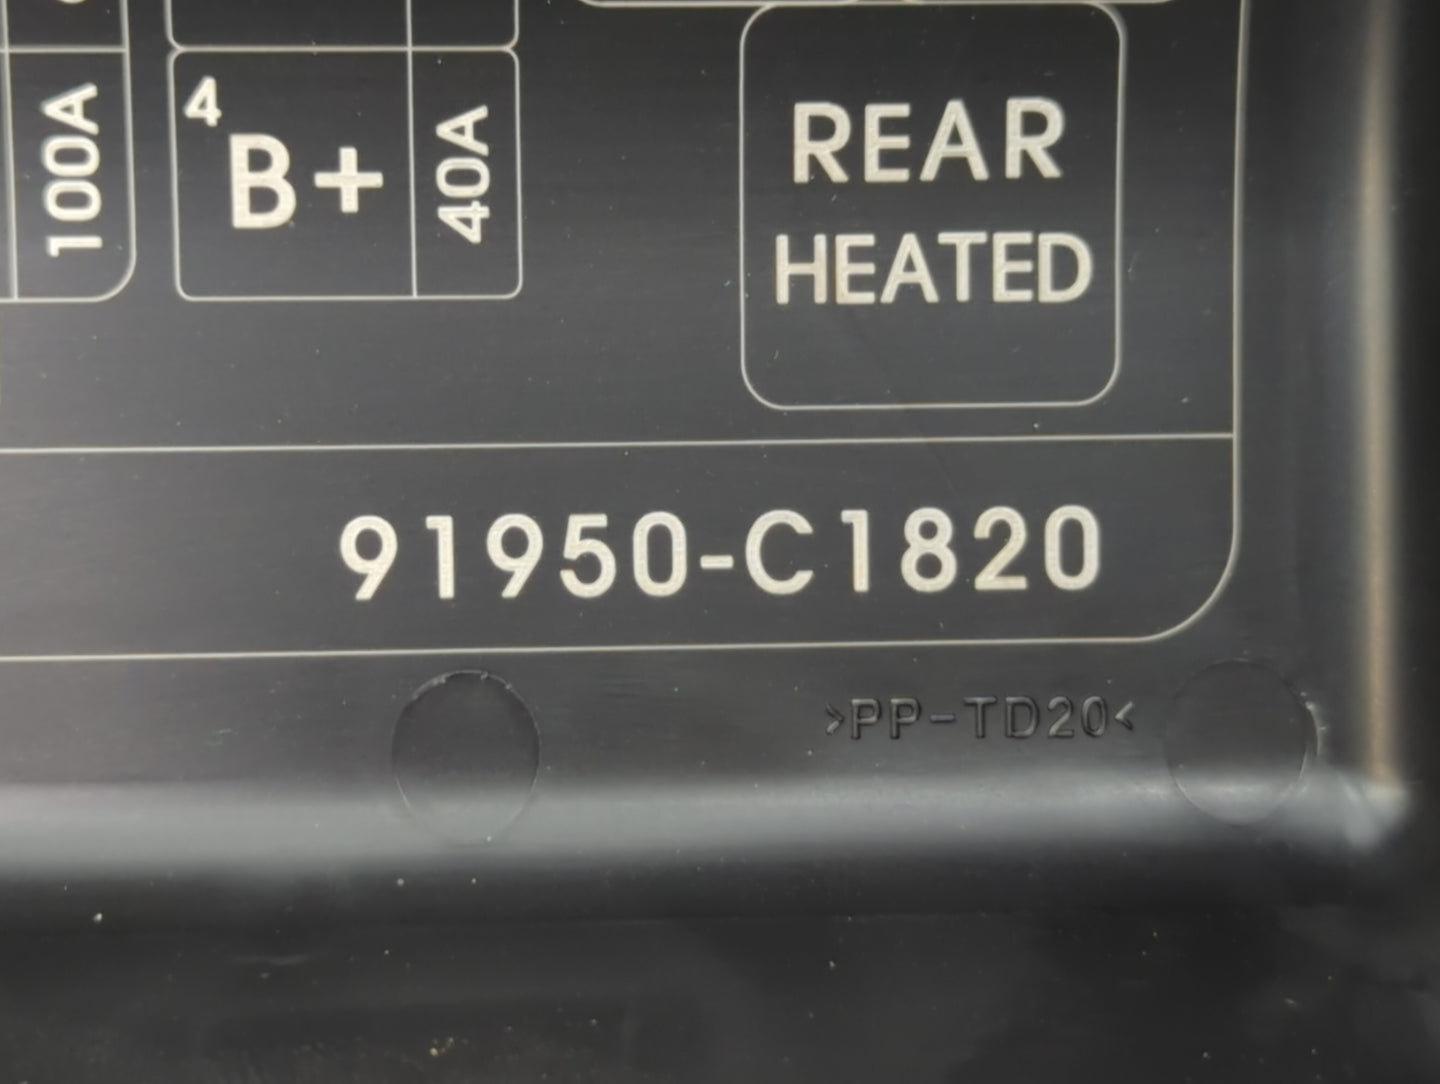 100A
4
B+
40A
REAR
HEATED
91950-C1820
>PP-TD20<